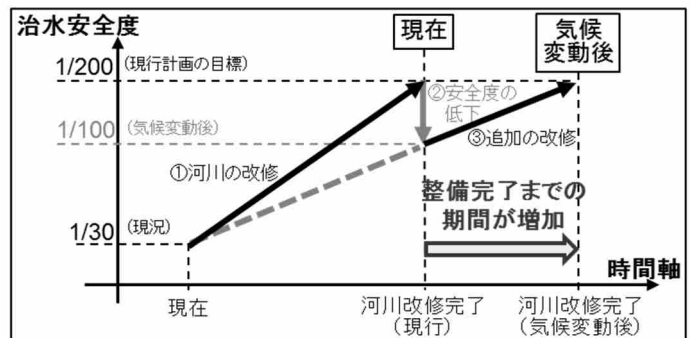 治水安全度
現在
気候
変動後
1/200 (現行計画の目標)
②安全度の
低下
1/100 (気候変動後)
③追加の改修
①河川の改修
整備完了までの
期間が増加
1/30 (現況)
時間軸
現在
河川改修完了
(現行)
河川改修完了
(気候変動後)